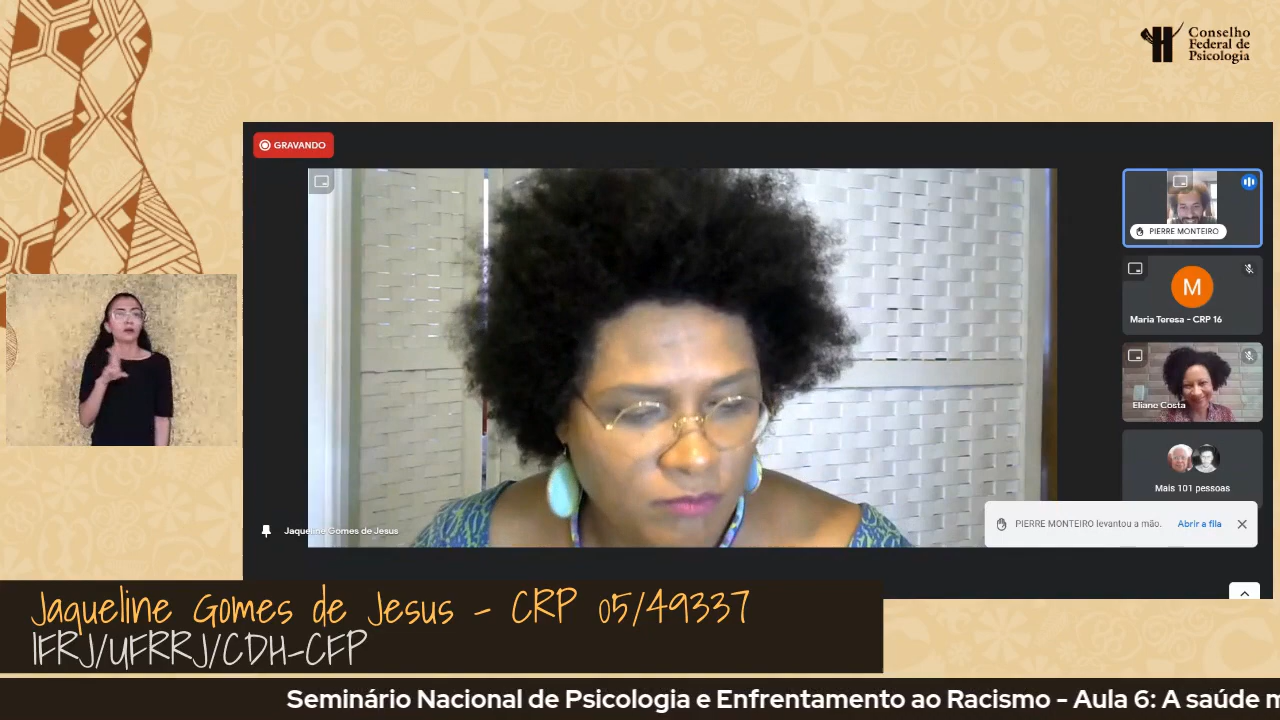 Conselho
Federal de
Psicologia
GRAVANDO
PIERRE MONTEIRO
M
Maria Teresa - CRP 16
Eliane Costa
Mais 101 pessoas
PIERRE MONTEIRO levantou a mão.
Abrir a fila
Jaqueline Gomes de Jesus
Jaqueline Gomes de Jesus - CRP 05/49337
IFRJ/UFRRJ/CDH-CFP
Seminário Nacional de Psicologia e Enfrentamento ao Racismo - Aula 6: A saúde m